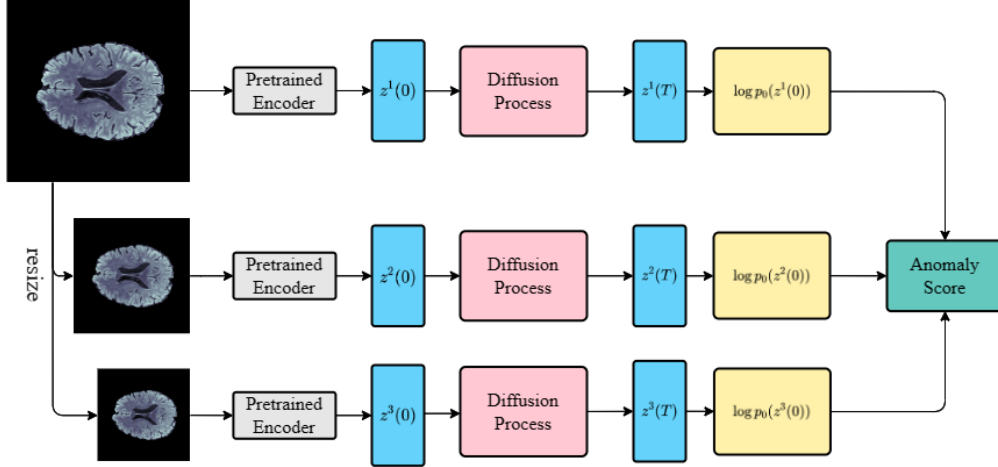 Pretrained
Encoder
z¹(0)
Diffusion
Process
z¹(T)
log p₀(z¹(0))
resize
Pretrained
Encoder
z²(0)
Diffusion
Process
z²(T)
log p₀(z²(0))
Anomaly
Score
Pretrained
Encoder
z³(0)
Diffusion
Process
z³(T)
log p₀(z³(0))